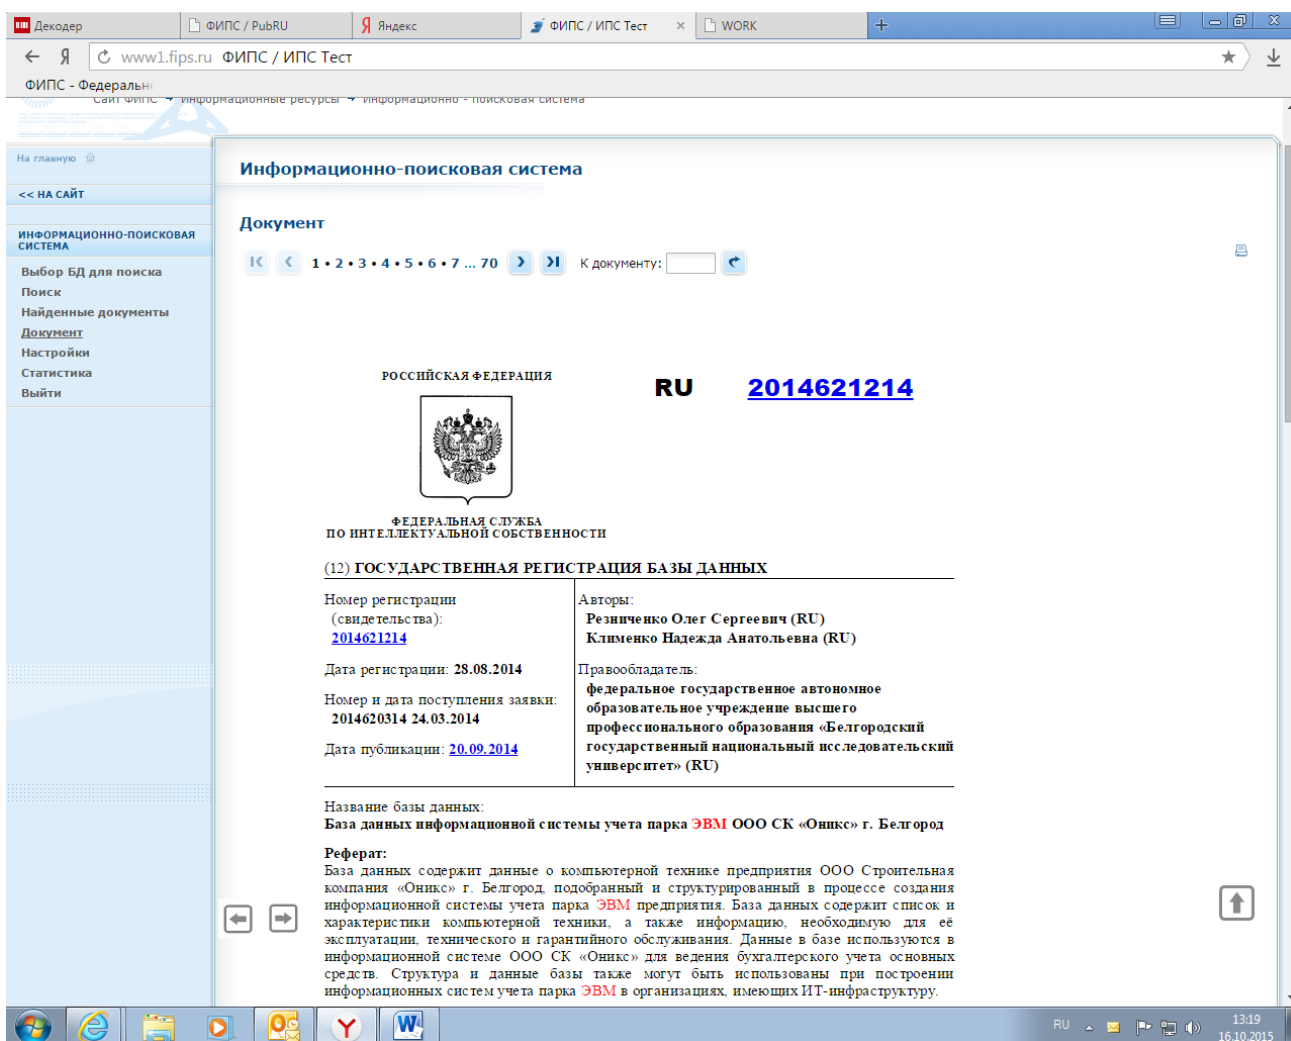 Декодер
ФИПС / PubRU
Яндекс
ФИПС / ИПС Тест
WORK
www1.fips.ru ФИПС / ИПС Тест
ФИПС - Федеральн
Сайт ФИПС → Информационные ресурсы → Информационно - поисковая система
На главную
<< НА САЙТ
ИНФОРМАЦИОННО-ПОИСКОВАЯ
СИСТЕМА
Выбор БД для поиска
Поиск
Найденные документы
Документ
Настройки
Статистика
Выйти
Информационно-поисковая система
Документ
1 • 2 • 3 • 4 • 5 • 6 • 7 ... 70
К документу:
РОССИЙСКАЯ ФЕДЕРАЦИЯ
RU 2014621214
ФЕДЕРАЛЬНАЯ СЛУЖБА
ПО ИНТЕЛЛЕКТУАЛЬНОЙ СОБСТВЕННОСТИ
(12) ГОСУДАРСТВЕННАЯ РЕГИСТРАЦИЯ БАЗЫ ДАННЫХ
Номер регистрации
(свидетельства):
2014621214
Дата регистрации: 28.08.2014
Номер и дата поступления заявки:
2014620314 24.03.2014
Дата публикации: 20.09.2014
Авторы:
Резниченко Олег Сергеевич (RU)
Клименко Надежда Анатольевна (RU)
Правообладатель:
федеральное государственное автономное
образовательное учреждение высшего
профессионального образования «Белгородский
государственный национальный исследовательский
университет» (RU)
Название базы данных:
База данных информационной системы учета парка ЭВМ ООО СК «Оникс» г. Белгород
Реферат:
База данных содержит данные о компьютерной технике предприятия ООО Строительная
компания «Оникс» г. Белгород, подобранный и структурированный в процессе создания
информационной системы учета парка ЭВМ предприятия. База данных содержит список и
характеристики компьютерной техники, а также информацию, необходимую для её
эксплуатации, технического и гарантийного обслуживания. Данные в базе используются в
информационной системе ООО СК «Оникс» для ведения бухгалтерского учета основных
средств. Структура и данные базы также могут быть использованы при построении
информационных систем учета парка ЭВМ в организациях, имеющих ИТ-инфраструктуру.
RU
13:19
16.10.2015